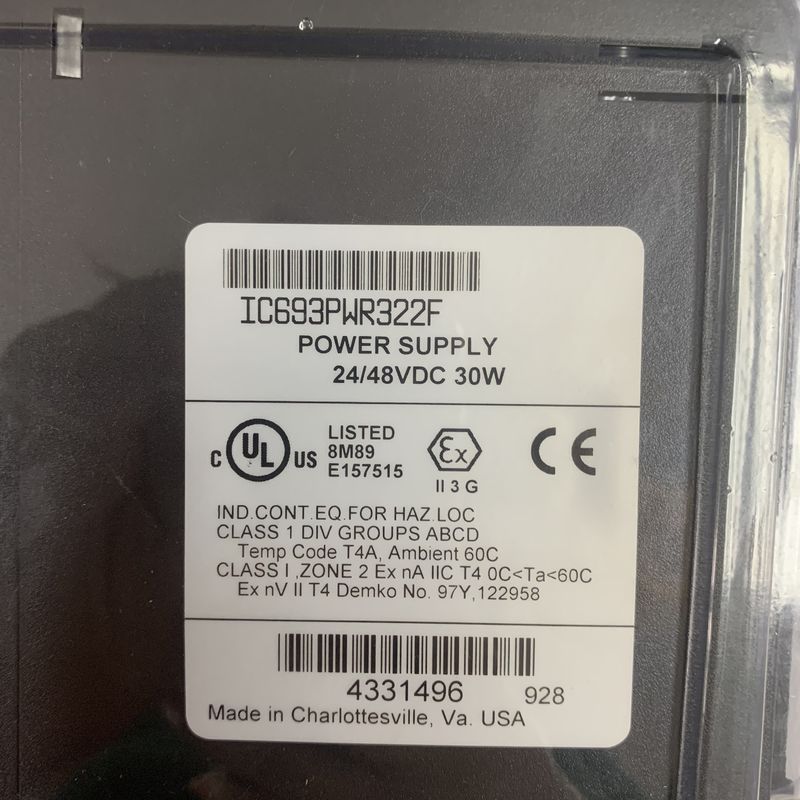 IC693PWR322F
POWER SUPPLY
24/48VDC 30W
C UL US LISTED
8M89
E157515
Ex
II 3 G
CE
IND.CONT.EQ.FOR HAZ.LOC
CLASS 1 DIV GROUPS ABCD
Temp Code T4A, Ambient 60C
CLASS I ,ZONE 2 Ex nA IIC T4 0C<Ta<60C
Ex nV II T4 Demko No. 97Y,122958
4331496 928
Made in Charlottesville, Va. USA